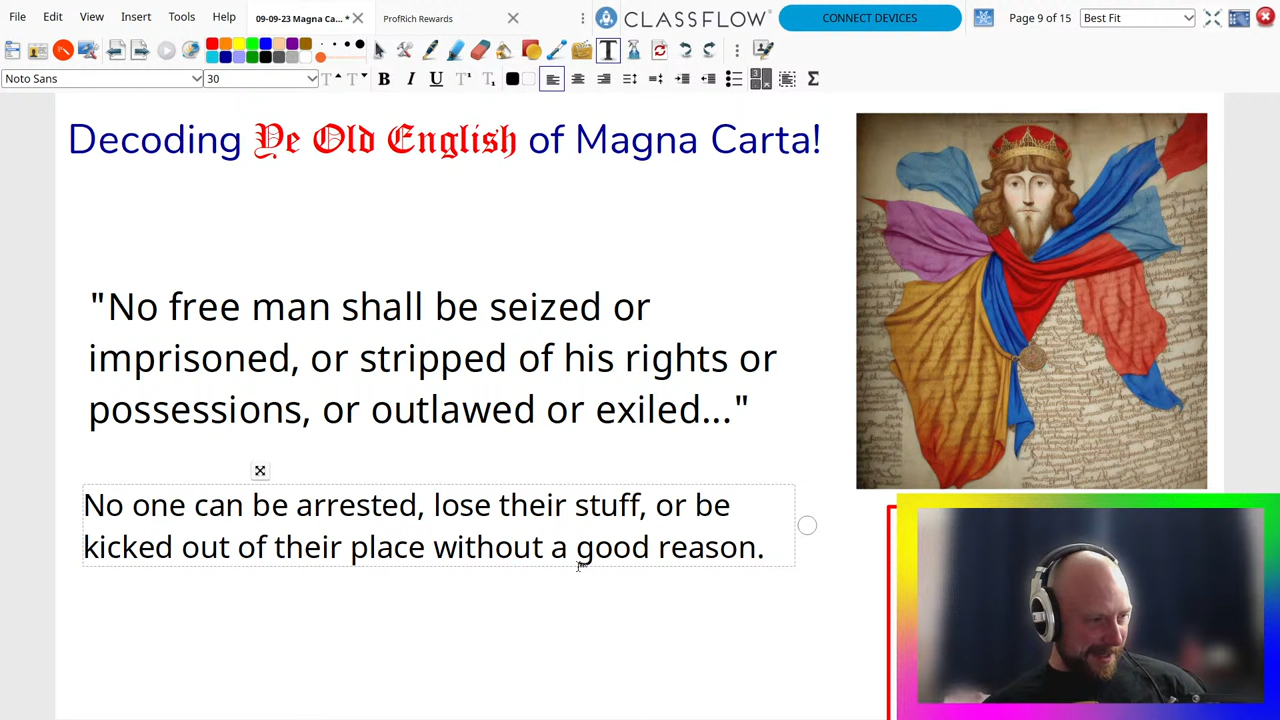 File Edit View Insert Tools Help 09-09-23 Magna Ca... * ProfRich Rewards CLASSFLOW CONNECT DEVICES Page 9 of 15 Best Fit
Noto Sans 30 T T B I U T T Σ
Decoding Ye Old English of Magna Carta!
"No free man shall be seized or
imprisoned, or stripped of his rights or
possessions, or outlawed or exiled..."
No one can be arrested, lose their stuff, or be
kicked out of their place without a good reason.